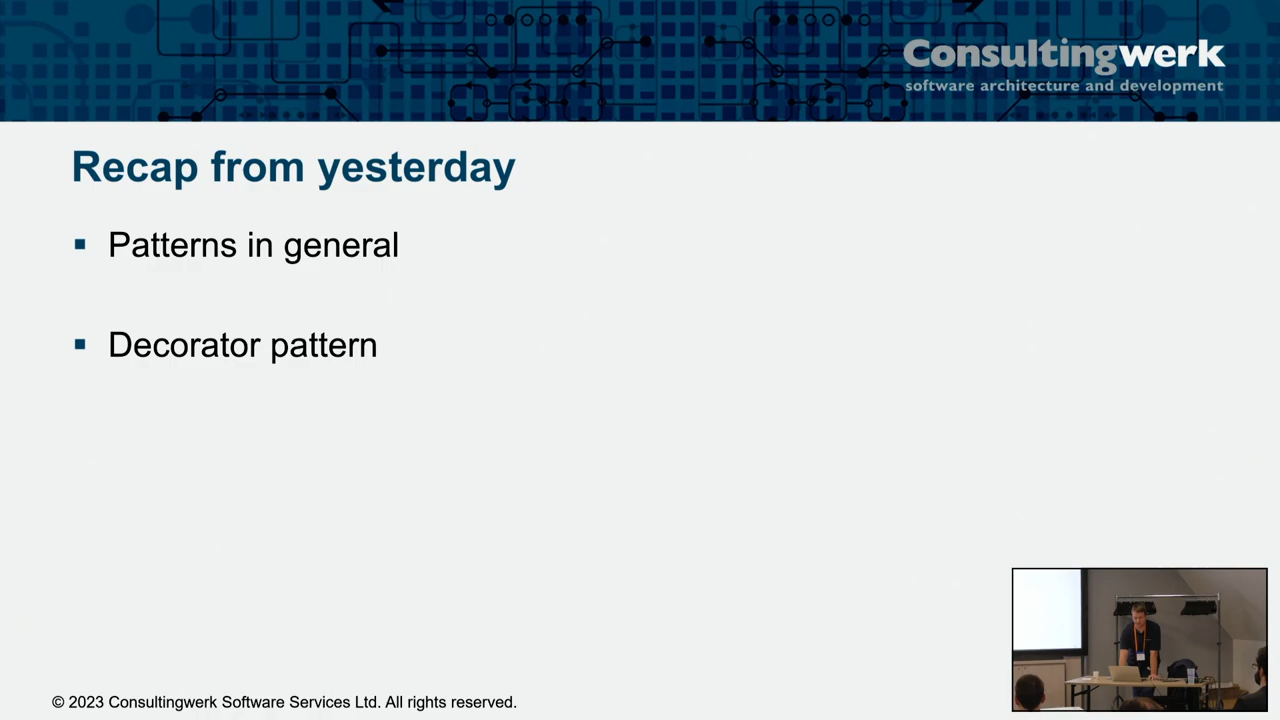 Consultingwerk
software architecture and development
Recap from yesterday
▪ Patterns in general
▪ Decorator pattern
© 2023 Consultingwerk Software Services Ltd. All rights reserved.